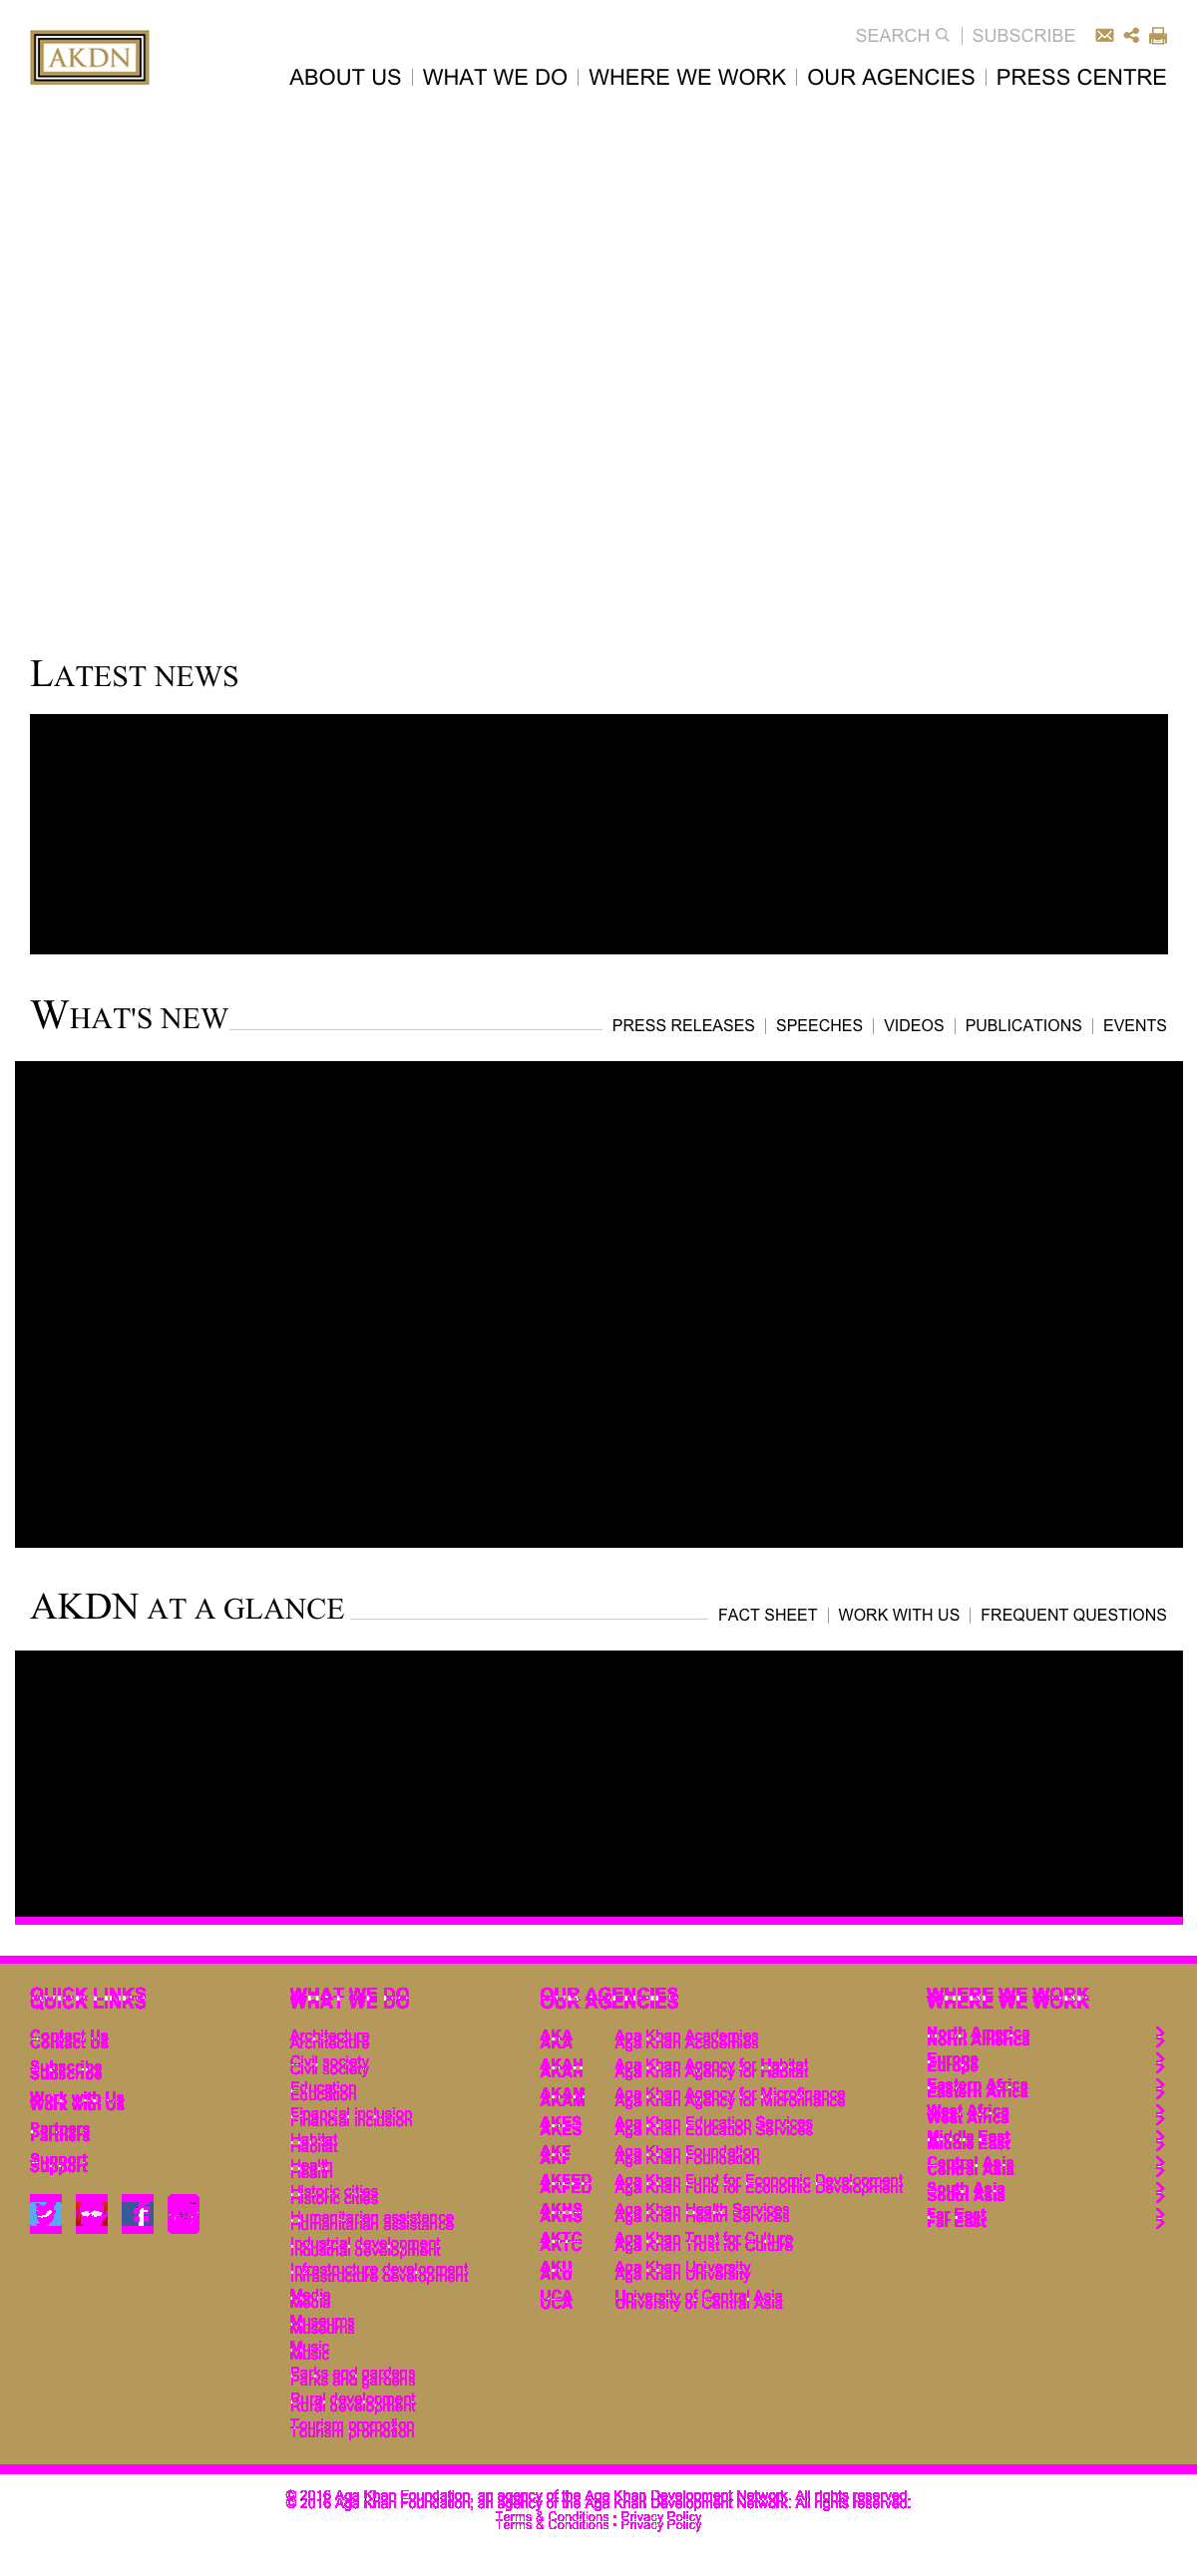 AKDN
SEARCH SUBSCRIBE
ABOUT US WHAT WE DO WHERE WE WORK OUR AGENCIES PRESS CENTRE
LATEST NEWS
WHAT'S NEW
PRESS RELEASES SPEECHES VIDEOS PUBLICATIONS EVENTS
AKDN AT A GLANCE
FACT SHEET WORK WITH US FREQUENT QUESTIONS
QUICK LINKS
Contact Us
Subscribe
Work with Us
Partners
Support
WHAT WE DO
Architecture
Civil society
Education
Financial inclusion
Habitat
Health
Historic cities
Humanitarian assistance
Industrial development
Infrastructure development
Media
Museums
Music
Parks and gardens
Rural development
Tourism promotion
OUR AGENCIES
AKA Aga Khan Academies
AKAH Aga Khan Agency for Habitat
AKAM Aga Khan Agency for Microfinance
AKES Aga Khan Education Services
AKF Aga Khan Foundation
AKFED Aga Khan Fund for Economic Development
AKHS Aga Khan Health Services
AKTC Aga Khan Trust for Culture
AKU Aga Khan University
UCA University of Central Asia
WHERE WE WORK
North America
Europe
Eastern Africa
West Africa
Middle East
Central Asia
South Asia
Far East
© 2016 Aga Khan Foundation, an agency of the Aga Khan Development Network. All rights reserved.
Terms & Conditions • Privacy Policy